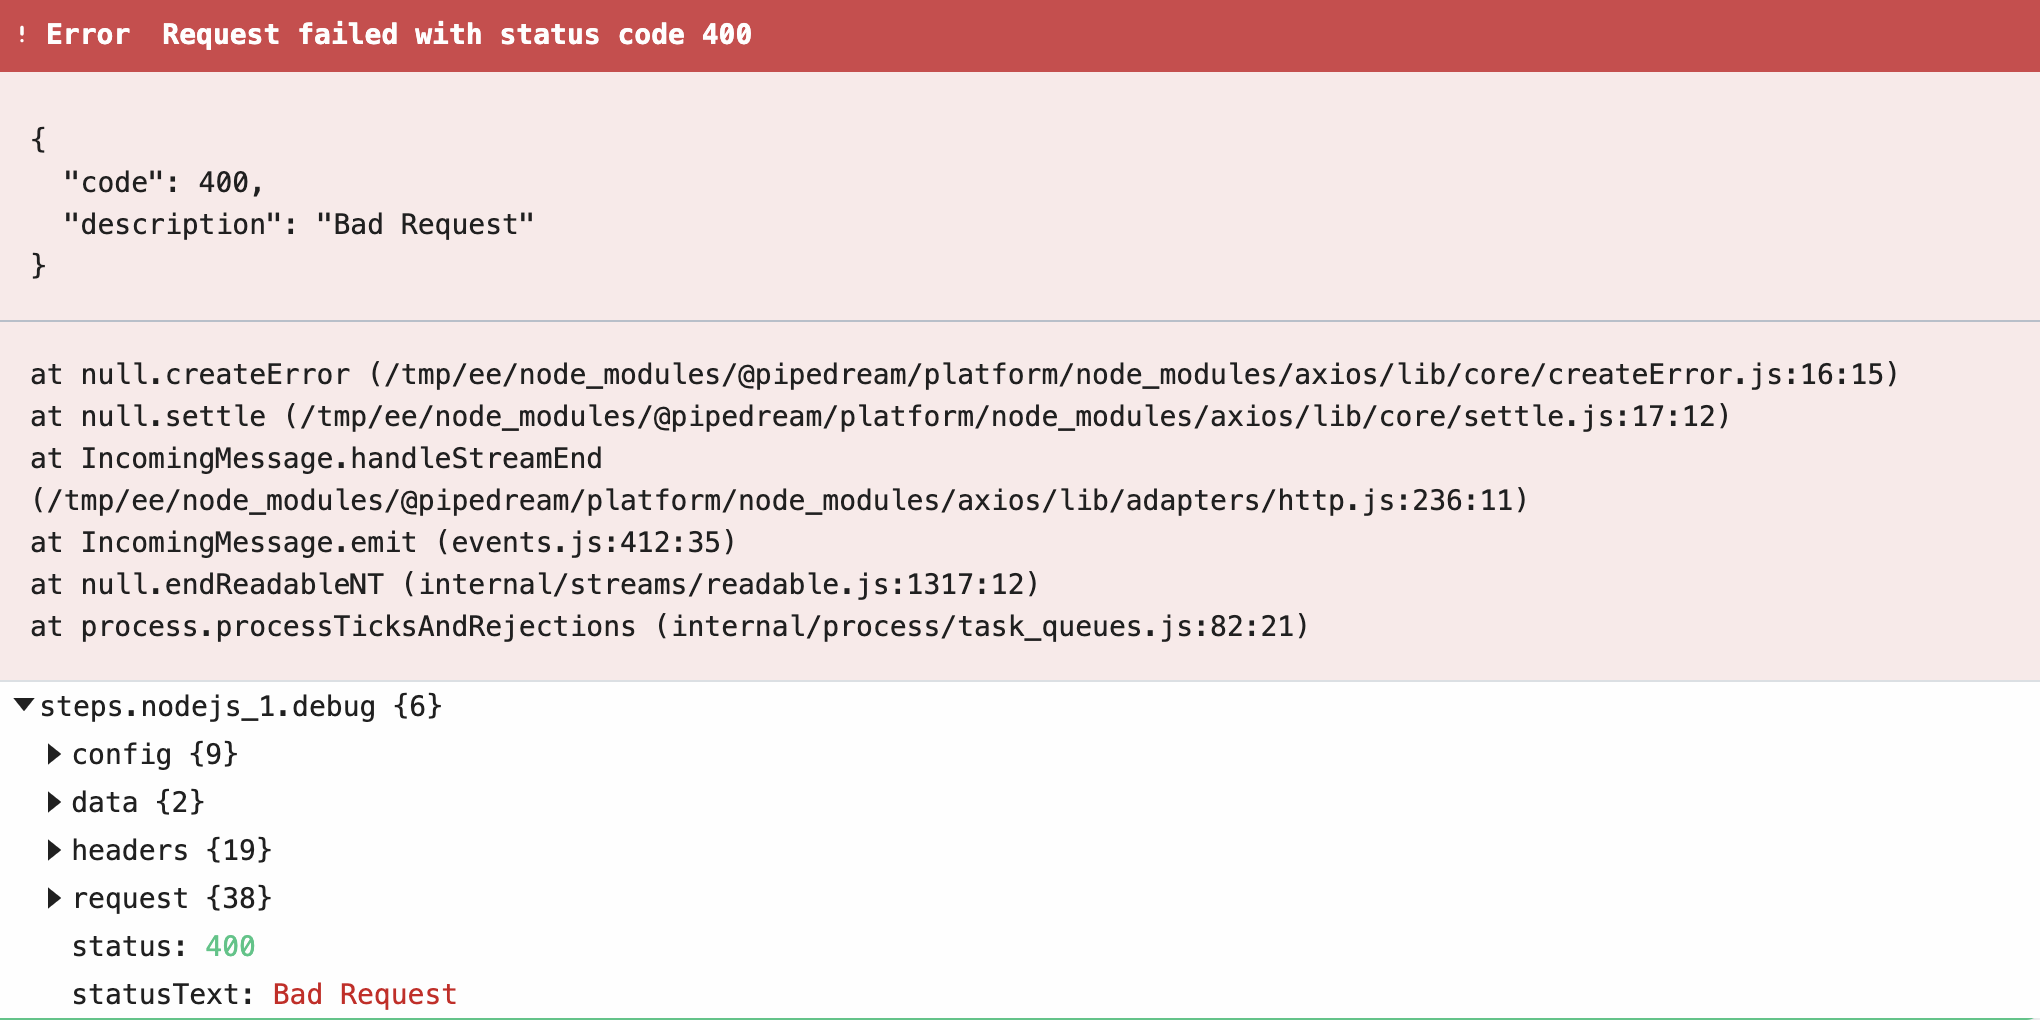 ! Error  Request failed with status code 400
{
  "code": 400,
  "description": "Bad Request"
}
at null.createError (/tmp/ee/node_modules/@pipedream/platform/node_modules/axios/lib/core/createError.js:16:15)
at null.settle (/tmp/ee/node_modules/@pipedream/platform/node_modules/axios/lib/core/settle.js:17:12)
at IncomingMessage.handleStreamEnd
(/tmp/ee/node_modules/@pipedream/platform/node_modules/axios/lib/adapters/http.js:236:11)
at IncomingMessage.emit (events.js:412:35)
at null.endReadableNT (internal/streams/readable.js:1317:12)
at process.processTicksAndRejections (internal/process/task_queues.js:82:21)
steps.nodejs_1.debug {6}
config {9}
data {2}
headers {19}
request {38}
status: 400
statusText: Bad Request